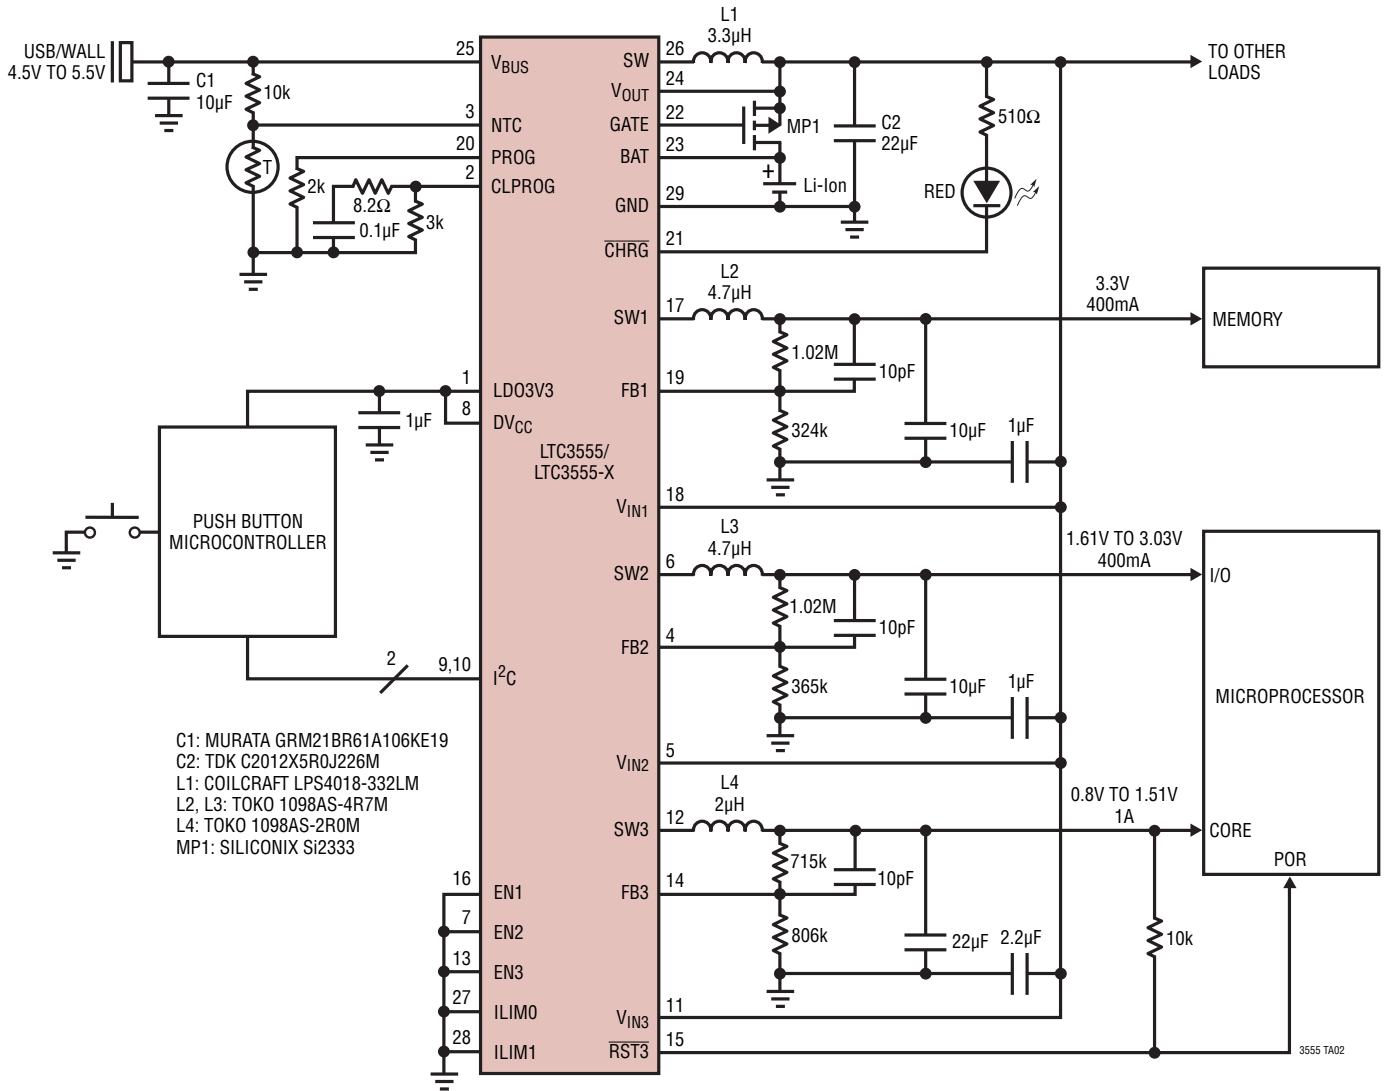 USB/WALL
4.5V TO 5.5V
C1
10µF
10k
T
2k
8.2Ω
0.1µF
3k
25
VBUS
3
NTC
20
PROG
2
CLPROG
1
LDO3V3
8
DVCC
1µF
LTC3555/
LTC3555-X
PUSH BUTTON
MICROCONTROLLER
2
9,10
I2C
C1: MURATA GRM21BR61A106KE19
C2: TDK C2012X5R0J226M
L1: COILCRAFT LPS4018-332LM
L2, L3: TOKO 1098AS-4R7M
L4: TOKO 1098AS-2R0M
MP1: SILICONIX Si2333
16
EN1
7
EN2
13
EN3
27
ILIM0
28
ILIM1
SW
26
L1
3.3µH
TO OTHER
LOADS
VOUT
24
GATE
22
MP1
C2
22µF
510Ω
BAT
23
+
Li-Ion
RED
GND
29
CHRG
21
L2
4.7µH
SW1
17
3.3V
400mA
MEMORY
1.02M
10pF
FB1
19
324k
10µF
1µF
VIN1
18
L3
4.7µH
SW2
6
1.61V TO 3.03V
400mA
I/O
1.02M
10pF
FB2
4
365k
10µF
1µF
MICROPROCESSOR
VIN2
5
L4
2µH
SW3
12
0.8V TO 1.51V
1A
CORE
POR
715k
10pF
FB3
14
806k
22µF
2.2µF
10k
VIN3
11
RST3
15
3555 TA02